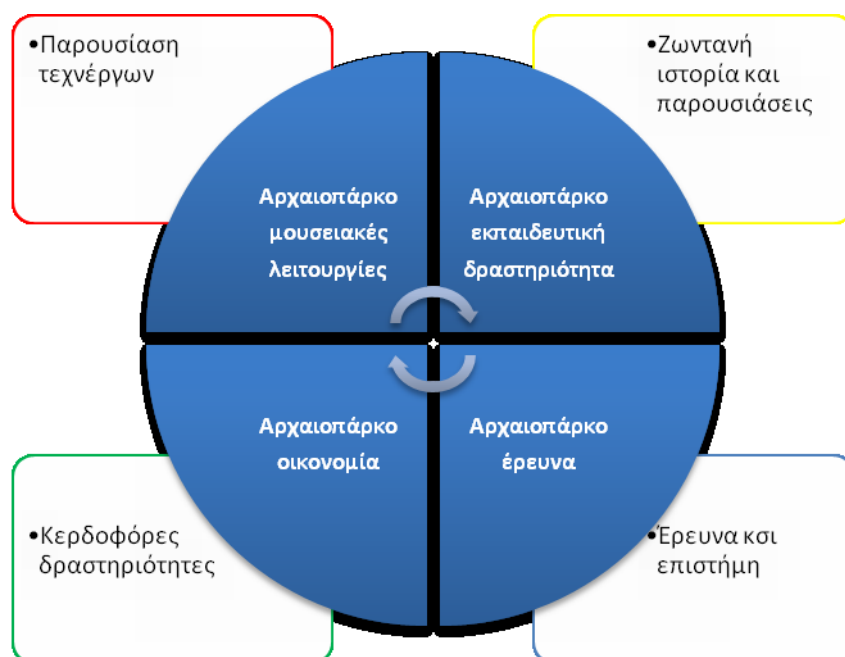 •Παρουσίαση
τεχνέργων
•Ζωντανή
ιστορία και
παρουσιάσεις
Αρχαιοπάρκο
μουσειακές
λειτουργίες
Αρχαιοπάρκο
εκπαιδευτική
δραστηριότητα
Αρχαιοπάρκο
οικονομία
Αρχαιοπάρκο
έρευνα
•Κερδοφόρες
δραστηριότητες
•Έρευνα κσι
επιστήμη